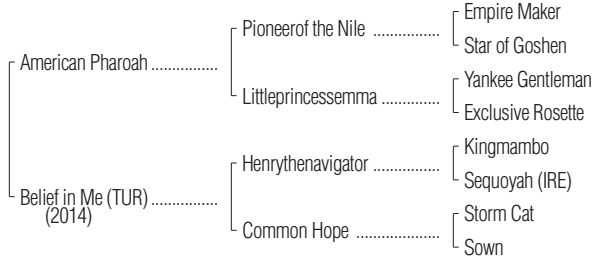 Empire Maker
Pioneerof the Nile ................
Star of Goshen
American Pharoah ................
Yankee Gentleman
Littleprincessemma ..............
Exclusive Rosette
Kingmambo
Henrythenavigator ................
Sequoyah (IRE)
Belief in Me (TUR) ................
(2014)
Storm Cat
Common Hope ....................
Sown